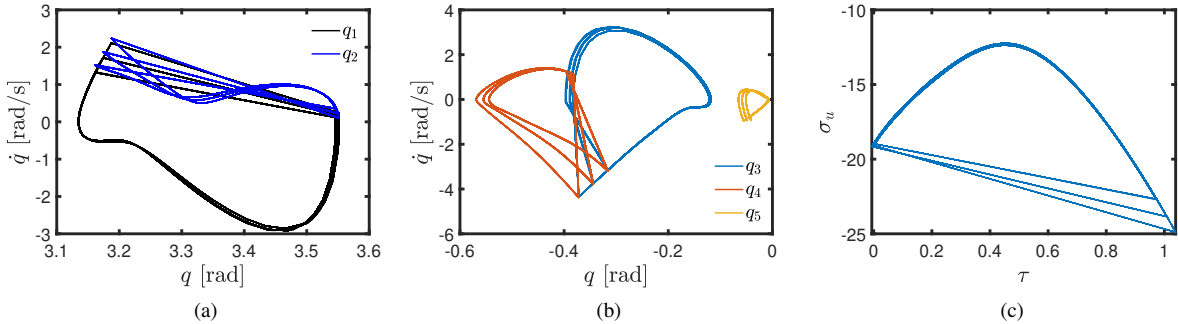 3
2
1
0
-1
-2
-3
3.1 3.2 3.3 3.4 3.5 3.6
q̇ [rad/s]
q [rad]
q₁
q₂
(a)
4
2
0
-2
-4
-6
-0.6 -0.4 -0.2 0
q̇ [rad/s]
q [rad]
q₃
q₄
q₅
(b)
-10
-15
-20
-25
0 0.2 0.4 0.6 0.8 1
σᵤ
τ
(c)